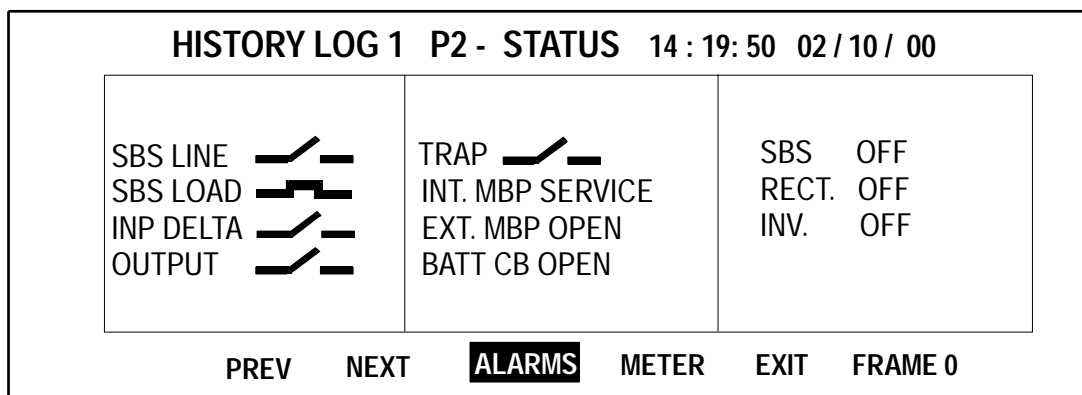 HISTORY LOG 1 P2 - STATUS 14 : 19: 50 02 / 10 / 00
SBS LINE
SBS LOAD
INP DELTA
OUTPUT
TRAP
INT. MBP SERVICE
EXT. MBP OPEN
BATT CB OPEN
SBS OFF
RECT. OFF
INV. OFF
PREV NEXT ALARMS METER EXIT FRAME 0